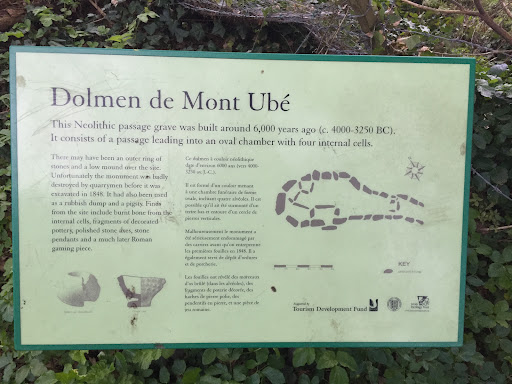 Dolmen de Mont Ubé
This Neolithic passage grave was built around 6,000 years ago (c. 4000-3250 BC).
It consists of a passage leading into an oval chamber with four internal cells.
There may have been an outer ring of
stones and a low mound over the site.
Unfortunately the monument was badly
destroyed by quarrymen before it was
excavated in 1848. It had also been used
as a rubbish dump and a pigsty. Finds
from the site include burnt bone from the
internal cells, fragments of decorated
pottery, polished stone axes, stone
pendants and a much later Roman
gaming piece.
Ce dolmen à couloir néolithique
date d'environ 6000 ans (vers 4000-
3250 av. J.-C.).
Il est formé d'un couloir menant
à une chambre funéraire de forme
ovale, incluant quatre alvéoles. Il est
possible qu'il ait été surmonté d'un
tertre bas et entouré d'un cercle de
pierres verticales.
Malheureusement le monument a
été sérieusement endommagé par
des carriers avant qu'on entreprenne
les premières fouilles en 1848. Il a
également servi de dépôt d'ordures
et de porcherie.
Les fouilles ont révélé des morceaux
d'os brûlé (dans les alvéoles), des
fragments de poterie décorée, des
haches de pierre polie, des
pendentifs en pierre, et une pièce de
jeu romaine.
KEY
Supported by
Tourism Development Fund